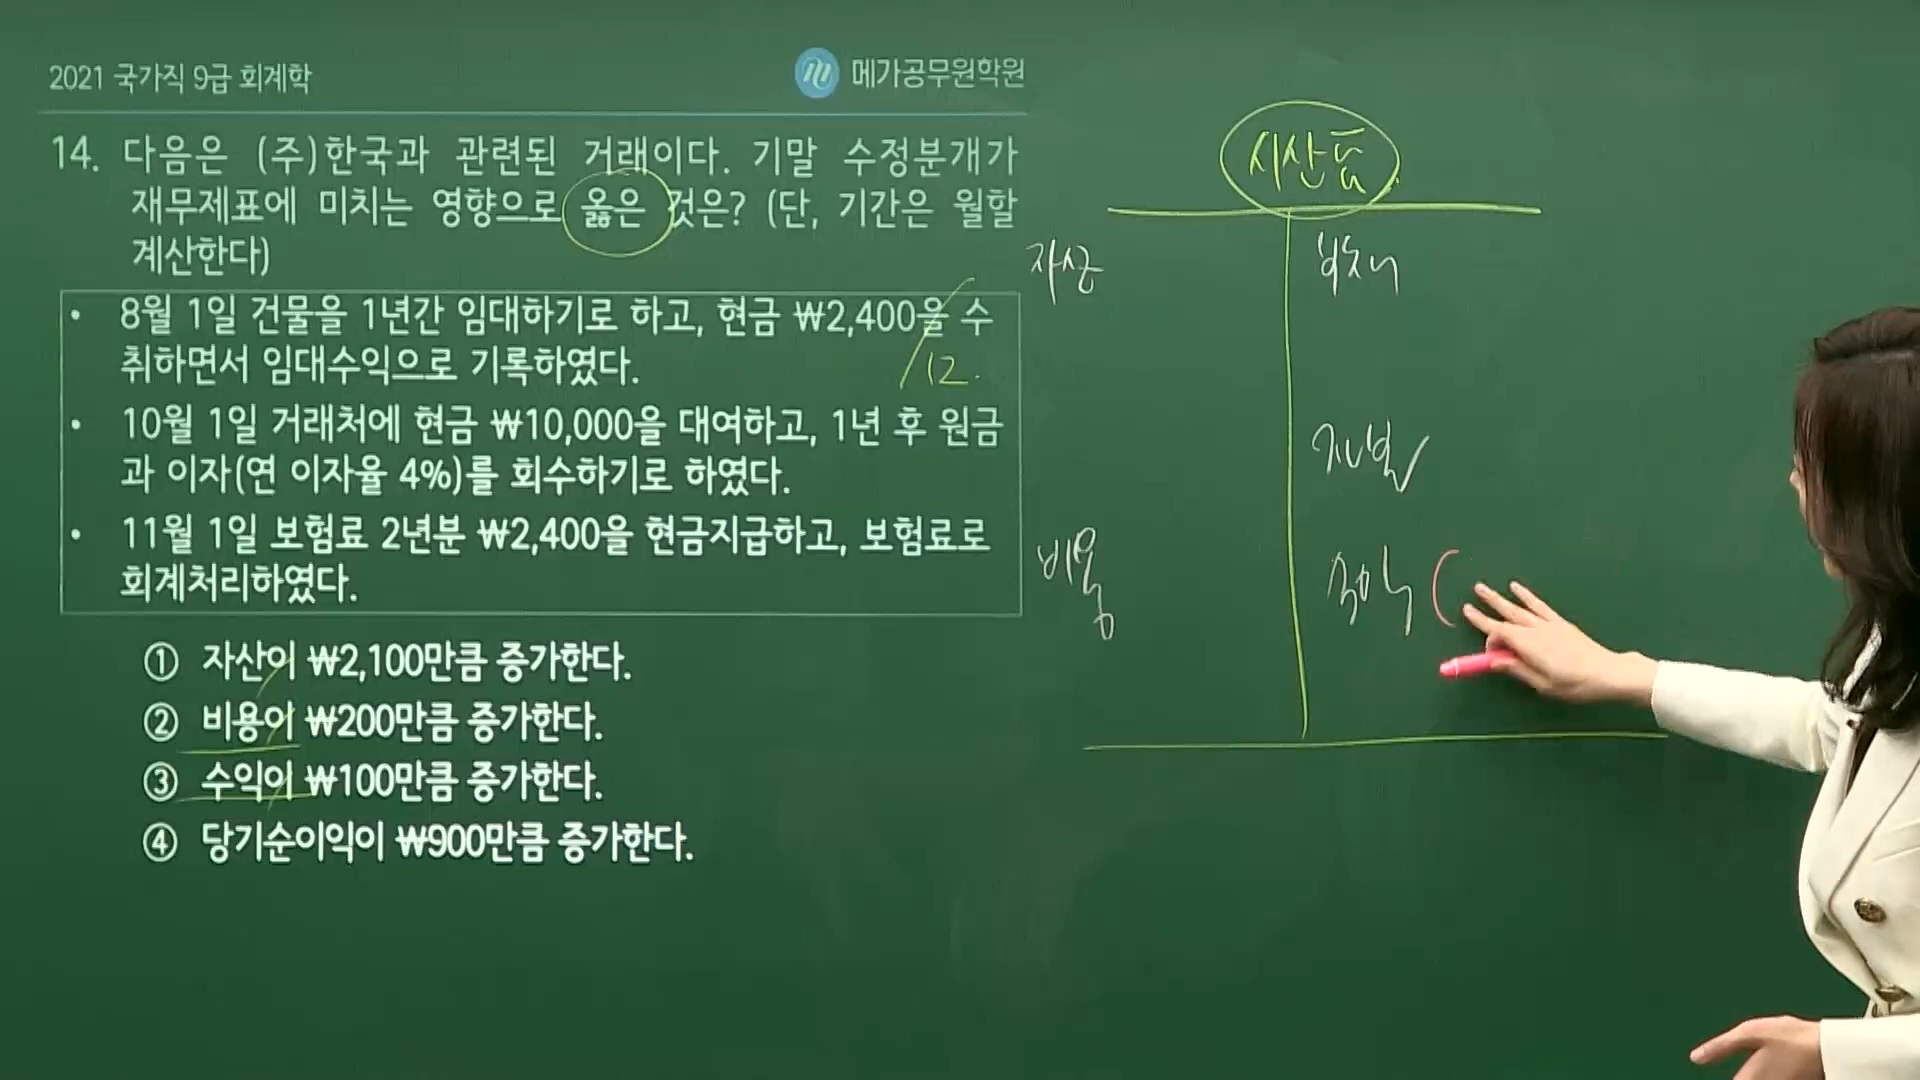 2021 국가직 9급 회계학
메가공무원학원
14. 다음은 (주)한국과 관련된 거래이다. 기말 수정분개가
재무제표에 미치는 영향으로 옳은 것은? (단, 기간은 월할
계산한다)
• 8월 1일 건물을 1년간 임대하기로 하고, 현금 ₩2,400을 수
취하면서 임대수익으로 기록하였다.
/12
• 10월 1일 거래처에 현금 ₩10,000을 대여하고, 1년 후 원금
과 이자(연 이자율 4%)를 회수하기로 하였다.
• 11월 1일 보험료 2년분 ₩2,400을 현금지급하고, 보험료로
회계처리하였다.
① 자산이 ₩2,100만큼 증가한다.
② 비용이 ₩200만큼 증가한다.
③ 수익이 ₩100만큼 증가한다.
④ 당기순이익이 ₩900만큼 증가한다.
시산표
자산
부채
자본
비용
수익 (